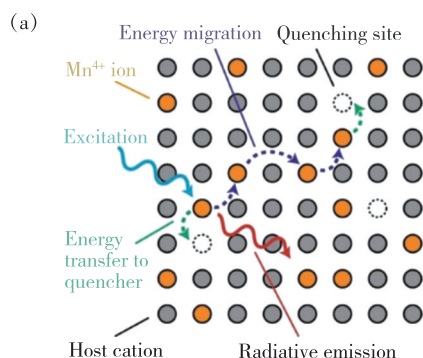 (a)
Energy migration
Quenching site
Mn⁴⁺ ion
Excitation
Energy
transfer to
quencher
Host cation
Radiative emission